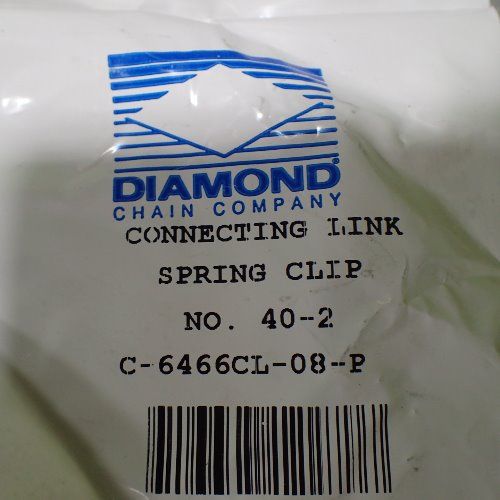 DIAMOND®
CHAIN COMPANY
CONNECTING LINK
SPRING CLIP
NO. 40-2
C-6466CL-08-P